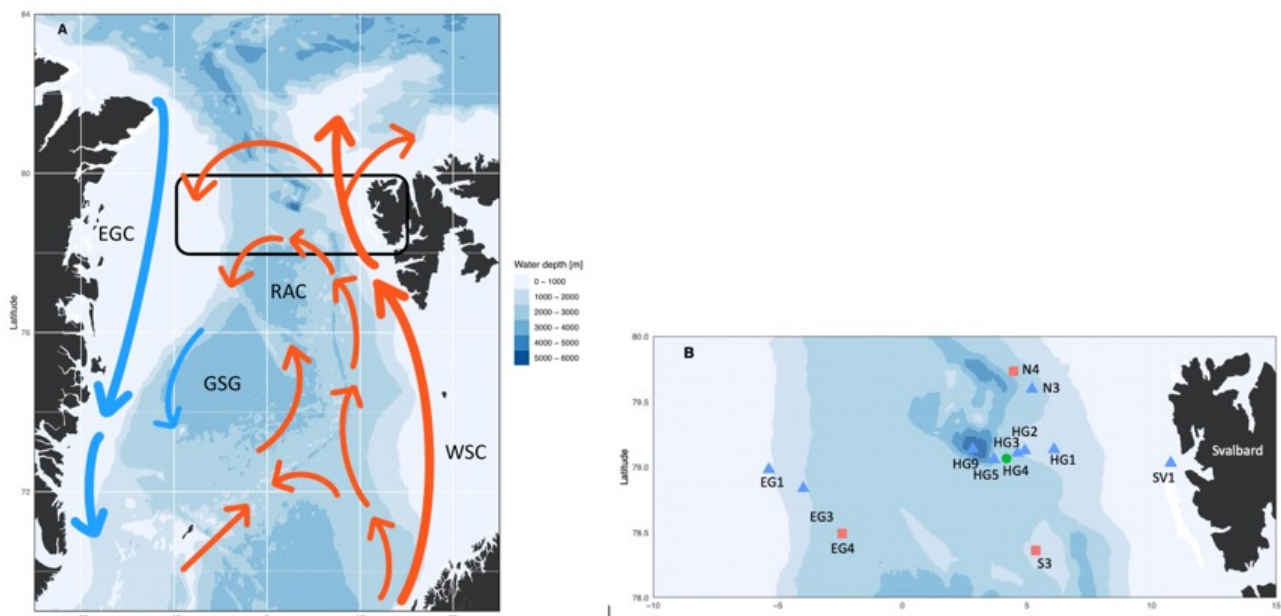 A
84
80
76
72
Latitude
EGC
RAC
GSG
WSC
Water depth [m]
0 – 1000
1000 – 2000
2000 – 3000
3000 – 4000
4000 – 5000
5000 – 6000
B
80.0
79.5
79.0
78.5
78.0
Latitude
N4
N3
HG2
HG3
HG1
HG9
HG4
HG5
SV1
Svalbard
EG1
EG3
EG4
S3
−10
−5
0
5
10
15